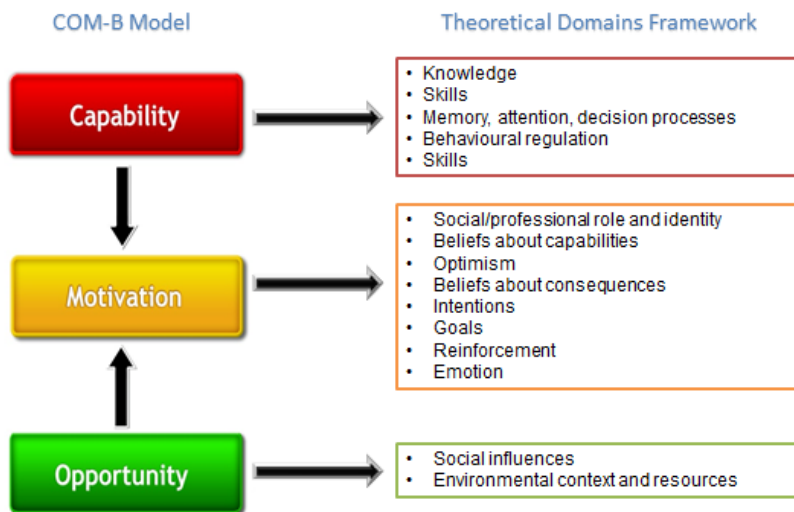 COM-B Model
Theoretical Domains Framework
Capability
• Knowledge
• Skills
• Memory, attention, decision processes
• Behavioural regulation
• Skills
Motivation
• Social/professional role and identity
• Beliefs about capabilities
• Optimism
• Beliefs about consequences
• Intentions
• Goals
• Reinforcement
• Emotion
Opportunity
• Social influences
• Environmental context and resources